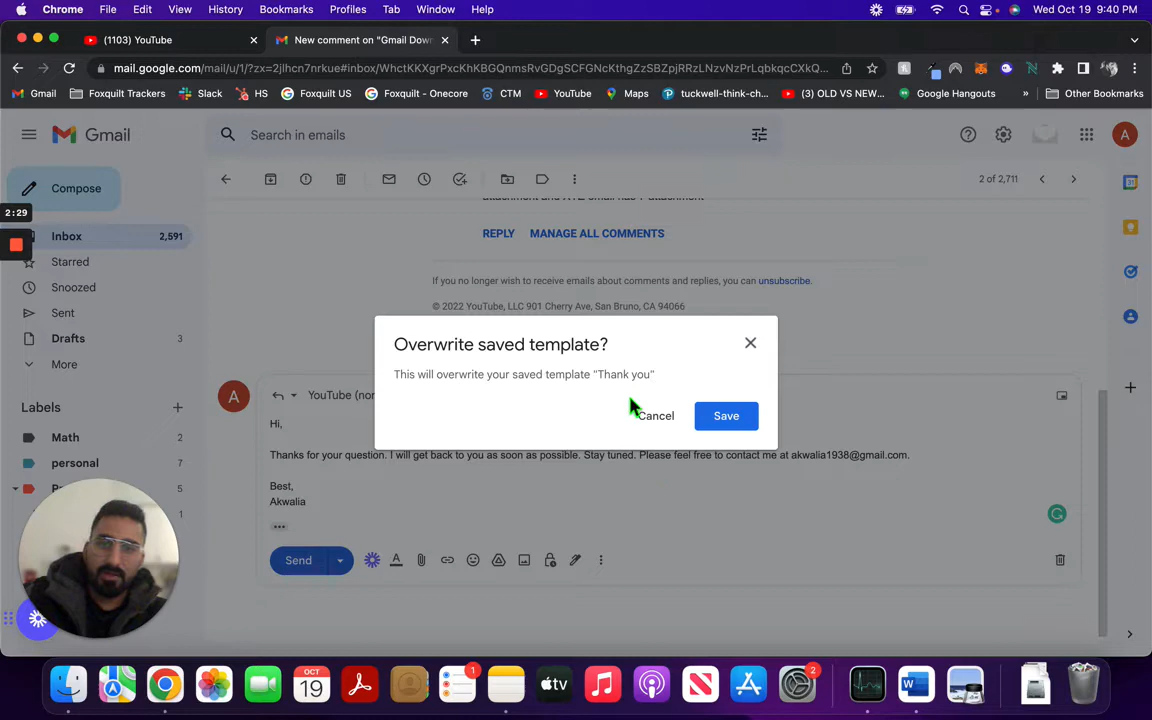 Chrome File Edit View History Bookmarks Profiles Tab Window Help Wed Oct 19 9:40 PM
(1103) YouTube New comment on "Gmail Dow
mail.google.com/mail/u/1/?zx=2jlhcn7nrkue#inbox/
Gmail Foxquilt Trackers Slack HS Foxquilt US Foxquilt - Onecore CTM YouTube Maps tuckwell-think-ch... (3) OLD VS NEW... Google Hangouts » Other Bookmarks
Gmail Search in emails A
Compose 2 of 2,711
2:29
Inbox 2,591
Starred
Snoozed
Sent
Drafts 3
More
Labels
Math 2
personal 7
5
1
REPLY MANAGE ALL COMMENTS
If you no longer wish to receive emails about comments and replies, you can unsubscribe.
© 2022 YouTube, LLC 901 Cherry Ave, San Bruno, CA 94066
Overwrite saved template?
This will overwrite your saved template "Thank you"
Cancel Save
A YouTube (nor
Hi,
Thanks for your question. I will get back to you as soon as possible. Stay tuned. Please feel free to contact me at akwalia1938@gmail.com.
Best,
Akwalia
Send
OCT
19 1 tv 2